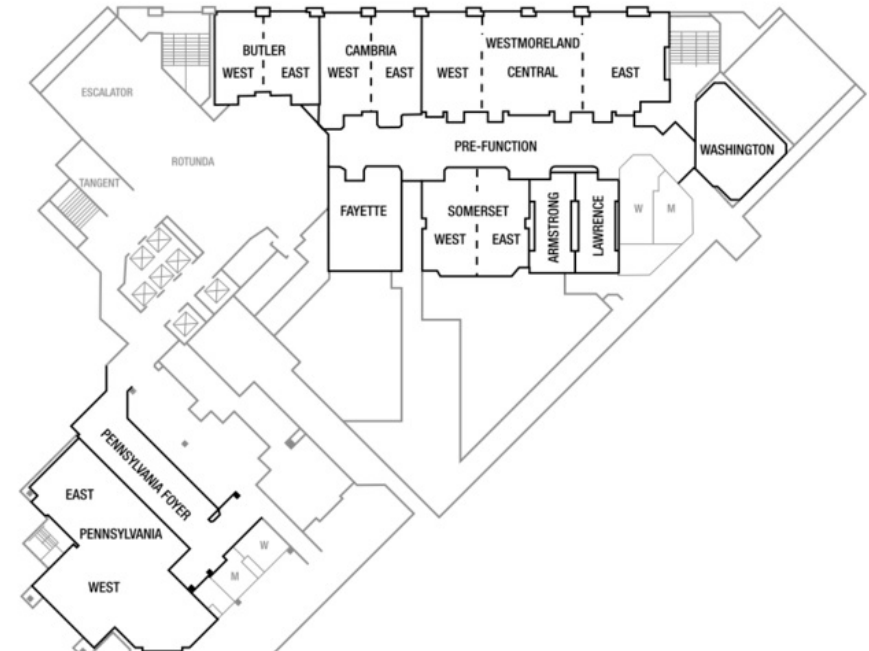 BUTLER
WEST EAST
CAMBRIA
WEST EAST
WESTMORELAND
WEST CENTRAL EAST
ESCALATOR
ROTUNDA
PRE-FUNCTION
WASHINGTON
TANGENT
FAYETTE
SOMERSET
WEST EAST
ARMSTRONG
LAWRENCE
W M
PENNSYLVANIA FOYER
EAST
PENNSYLVANIA
WEST
W
M